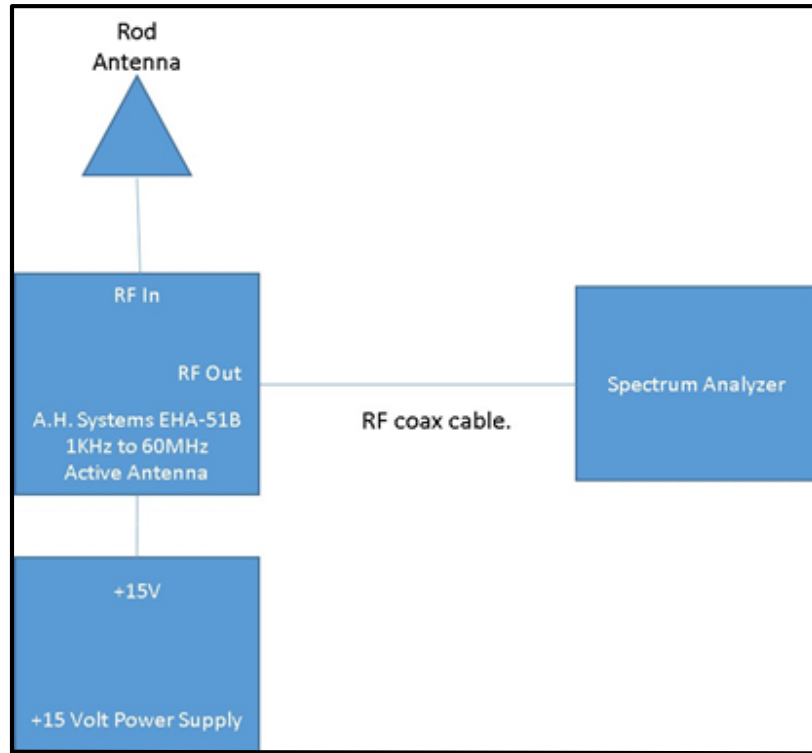 Rod
Antenna
RF In
RF Out
A.H. Systems EHA-51B
1KHz to 60MHz
Active Antenna
RF coax cable.
Spectrum Analyzer
+15V
+15 Volt Power Supply